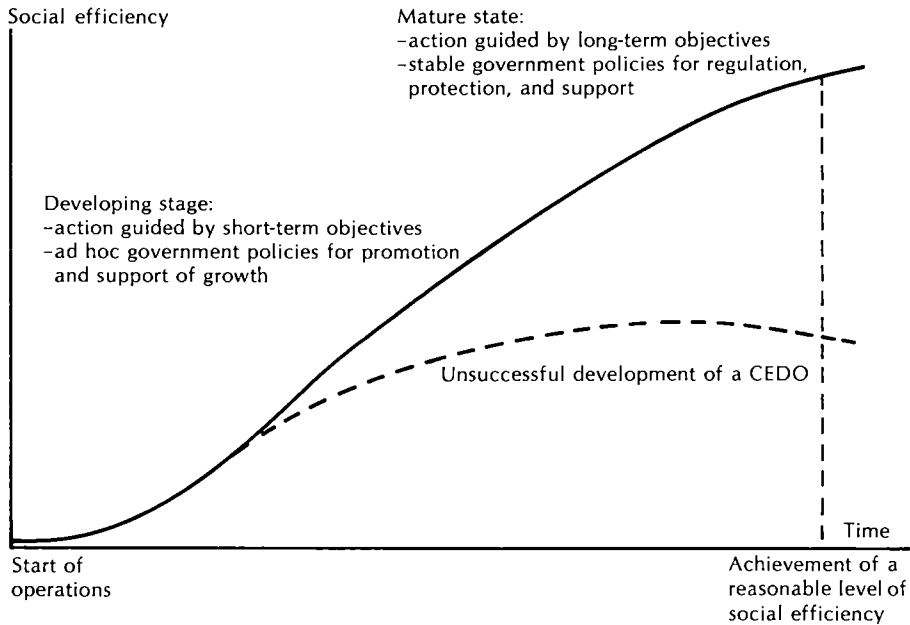 Social efficiency
Mature state:
–action guided by long-term objectives
–stable government policies for regulation,
protection, and support
Developing stage:
–action guided by short-term objectives
–ad hoc government policies for promotion
and support of growth
Unsuccessful development of a CEDO
Time
Start of
operations
Achievement of a
reasonable level of
social efficiency